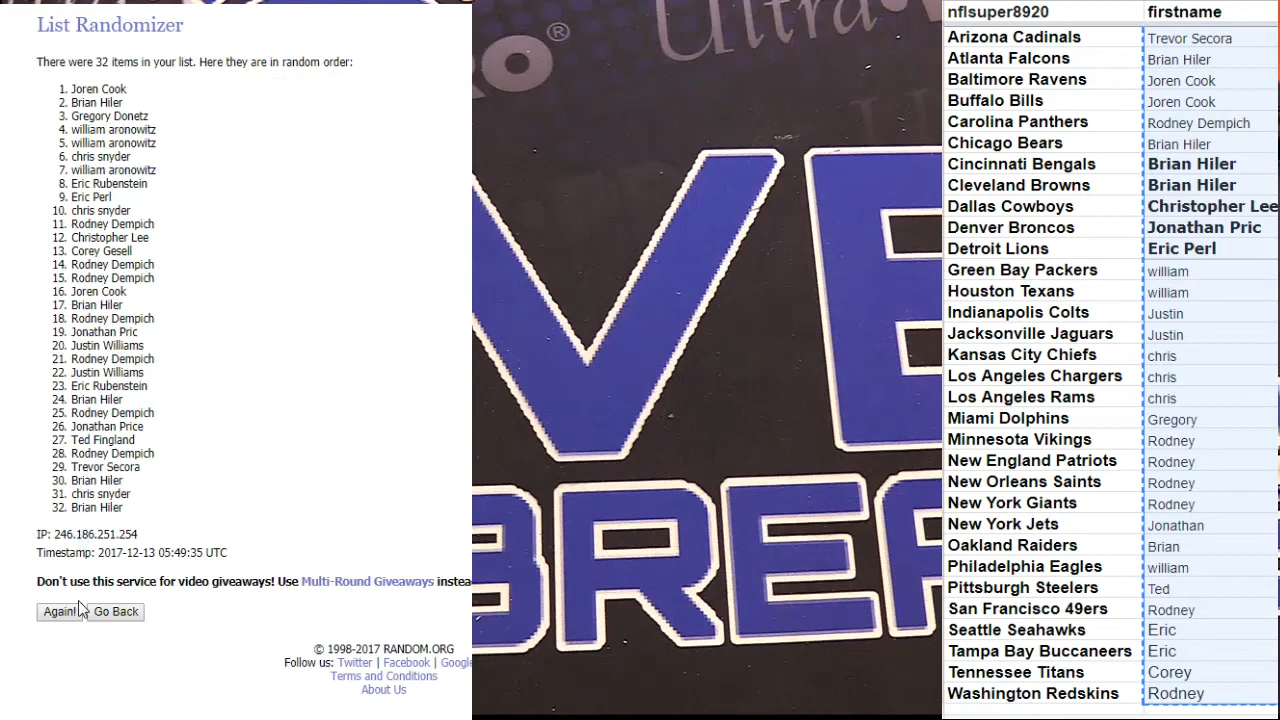 List Randomizer
There were 32 items in your list. Here they are in random order:
1. Joren Cook
2. Brian Hiler
3. Gregory Donetz
4. william aronowitz
5. william aronowitz
6. chris snyder
7. william aronowitz
8. Eric Rubenstein
9. Eric Perl
10. chris snyder
11. Rodney Dempich
12. Christopher Lee
13. Corey Gesell
14. Rodney Dempich
15. Rodney Dempich
16. Joren Cook
17. Brian Hiler
18. Rodney Dempich
19. Jonathan Pric
20. Justin Williams
21. Rodney Dempich
22. Justin Williams
23. Eric Rubenstein
24. Brian Hiler
25. Rodney Dempich
26. Jonathan Price
27. Ted Fingland
28. Rodney Dempich
29. Trevor Secora
30. Brian Hiler
31. chris snyder
32. Brian Hiler
IP: 246.186.251.254
Timestamp: 2017-12-13 05:49:35 UTC
Don't use this service for video giveaways! Use Multi-Round Giveaways instea
Again! Go Back
© 1998-2017 RANDOM.ORG
Follow us: Twitter | Facebook | Google
Terms and Conditions
About Us
RO® Ultra
VE
BREA
nflsuper8920 firstname
Arizona Cadinals Trevor Secora
Atlanta Falcons Brian Hiler
Baltimore Ravens Joren Cook
Buffalo Bills Joren Cook
Carolina Panthers Rodney Dempich
Chicago Bears Brian Hiler
Cincinnati Bengals Brian Hiler
Cleveland Browns Brian Hiler
Dallas Cowboys Christopher Lee
Denver Broncos Jonathan Pric
Detroit Lions Eric Perl
Green Bay Packers william
Houston Texans william
Indianapolis Colts Justin
Jacksonville Jaguars Justin
Kansas City Chiefs chris
Los Angeles Chargers chris
Los Angeles Rams chris
Miami Dolphins Gregory
Minnesota Vikings Rodney
New England Patriots Rodney
New Orleans Saints Rodney
New York Giants Rodney
New York Jets Jonathan
Oakland Raiders Brian
Philadelphia Eagles william
Pittsburgh Steelers Ted
San Francisco 49ers Rodney
Seattle Seahawks Eric
Tampa Bay Buccaneers Eric
Tennessee Titans Corey
Washington Redskins Rodney